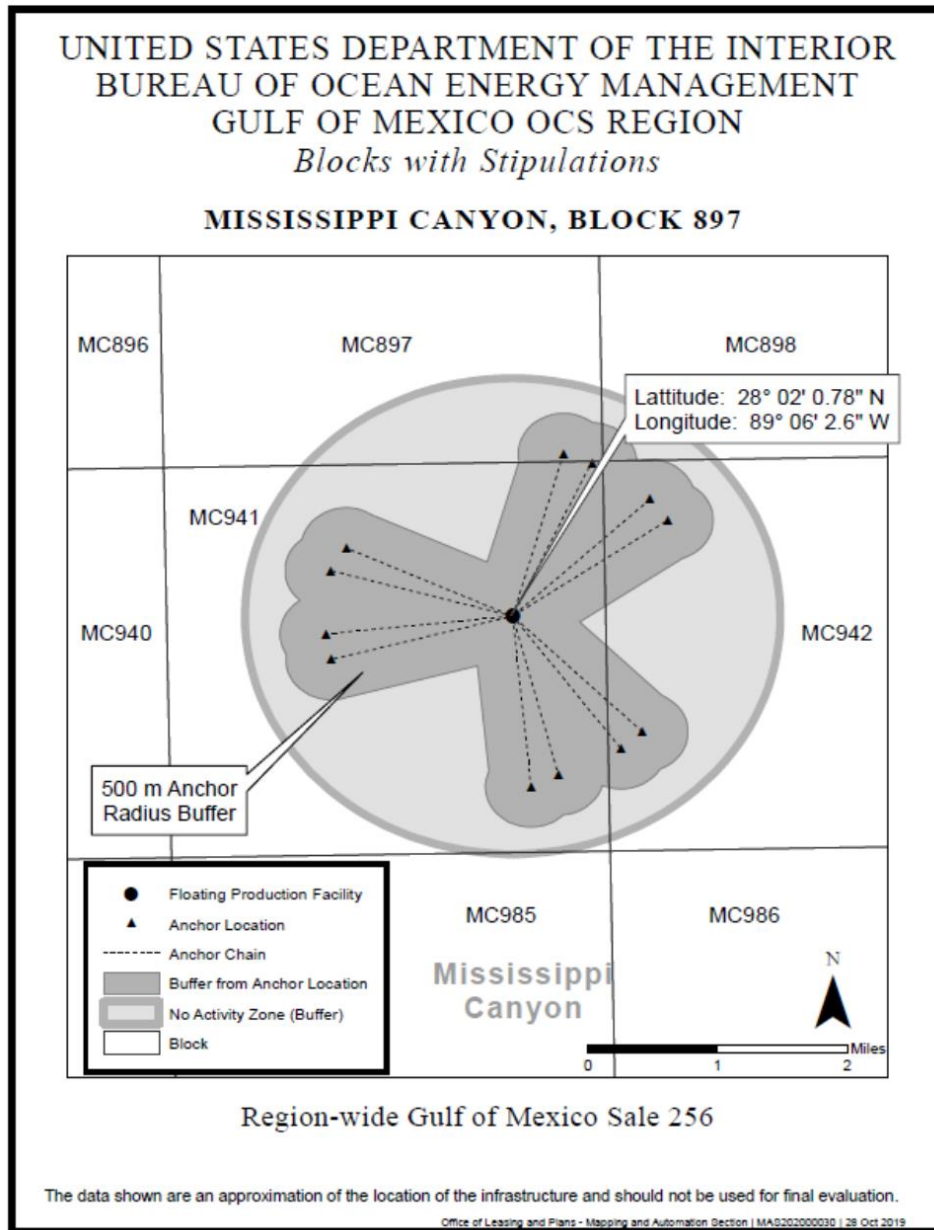 UNITED STATES DEPARTMENT OF THE INTERIOR
BUREAU OF OCEAN ENERGY MANAGEMENT
GULF OF MEXICO OCS REGION
Blocks with Stipulations
MISSISSIPPI CANYON, BLOCK 897
MC896
MC897
MC898
Lattitude: 28° 02' 0.78" N
Longitude: 89° 06' 2.6" W
MC941
MC940
MC942
500 m Anchor
Radius Buffer
Floating Production Facility
Anchor Location
Anchor Chain
Buffer from Anchor Location
No Activity Zone (Buffer)
Block
MC985
MC986
Mississippi
Canyon
N
Miles
0 1 2
Region-wide Gulf of Mexico Sale 256
The data shown are an approximation of the location of the infrastructure and should not be used for final evaluation.
Office of Leasing and Plans - Mapping and Automation Section | MAS202000030 | 28 Oct 2019